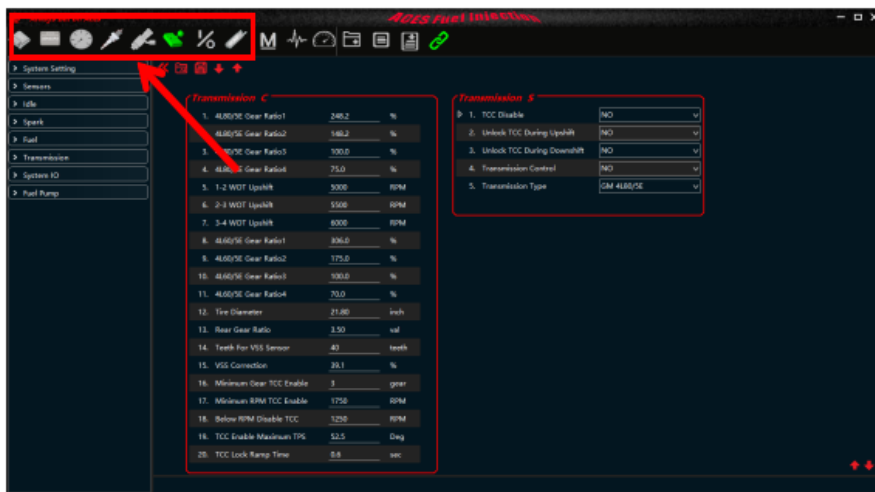 ACES Fuel Injection
M
System Setting
Sensors
Idle
Spark
Fuel
Transmission
System IO
Fuel Pump
Transmission C
1. 4L80/5E Gear Ratio1 248.2 %
4L80/5E Gear Ratio2 148.2 %
3. Gear Ratio3 100.0 %
4. Gear Ratio4 75.0 %
5. 1-2 WOT Upshift 5000 RPM
6. 2-3 WOT Upshift 5500 RPM
7. 3-4 WOT Upshift 6000 RPM
8. 4L60/5E Gear Ratio1 306.0 %
9. 4L60/5E Gear Ratio2 175.0 %
10. 4L60/5E Gear Ratio3 100.0 %
11. 4L60/5E Gear Ratio4 70.0 %
12. Tire Diameter 21.80 inch
13. Rear Gear Ratio 3.50 val
14. Teeth For VSS Sensor 40 teeth
15. VSS Correction 39.1 %
16. Minimum Gear TCC Enable 3 gear
17. Minimum RPM TCC Enable 1750 RPM
18. Below RPM Disable TCC 1250 RPM
19. TCC Enable Maximum TPS 52.5 Deg
20. TCC Lock Ramp Time 0.6 sec
Transmission S
1. TCC Disable NO
2. Unlock TCC During Upshift NO
3. Unlock TCC During Downshift NO
4. Transmission Control NO
5. Transmission Type GM 4L80/5E